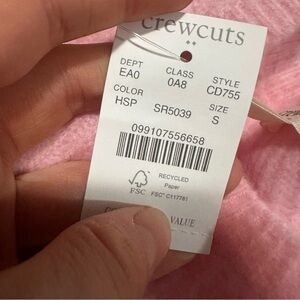 crewcuts
DEPT CLASS STYLE
EA0 0A8 CD755
COLOR SIZE
HSP SR5039 S
099107556658
RECYCLED
Paper
FSC FSC® C117781
VALUE